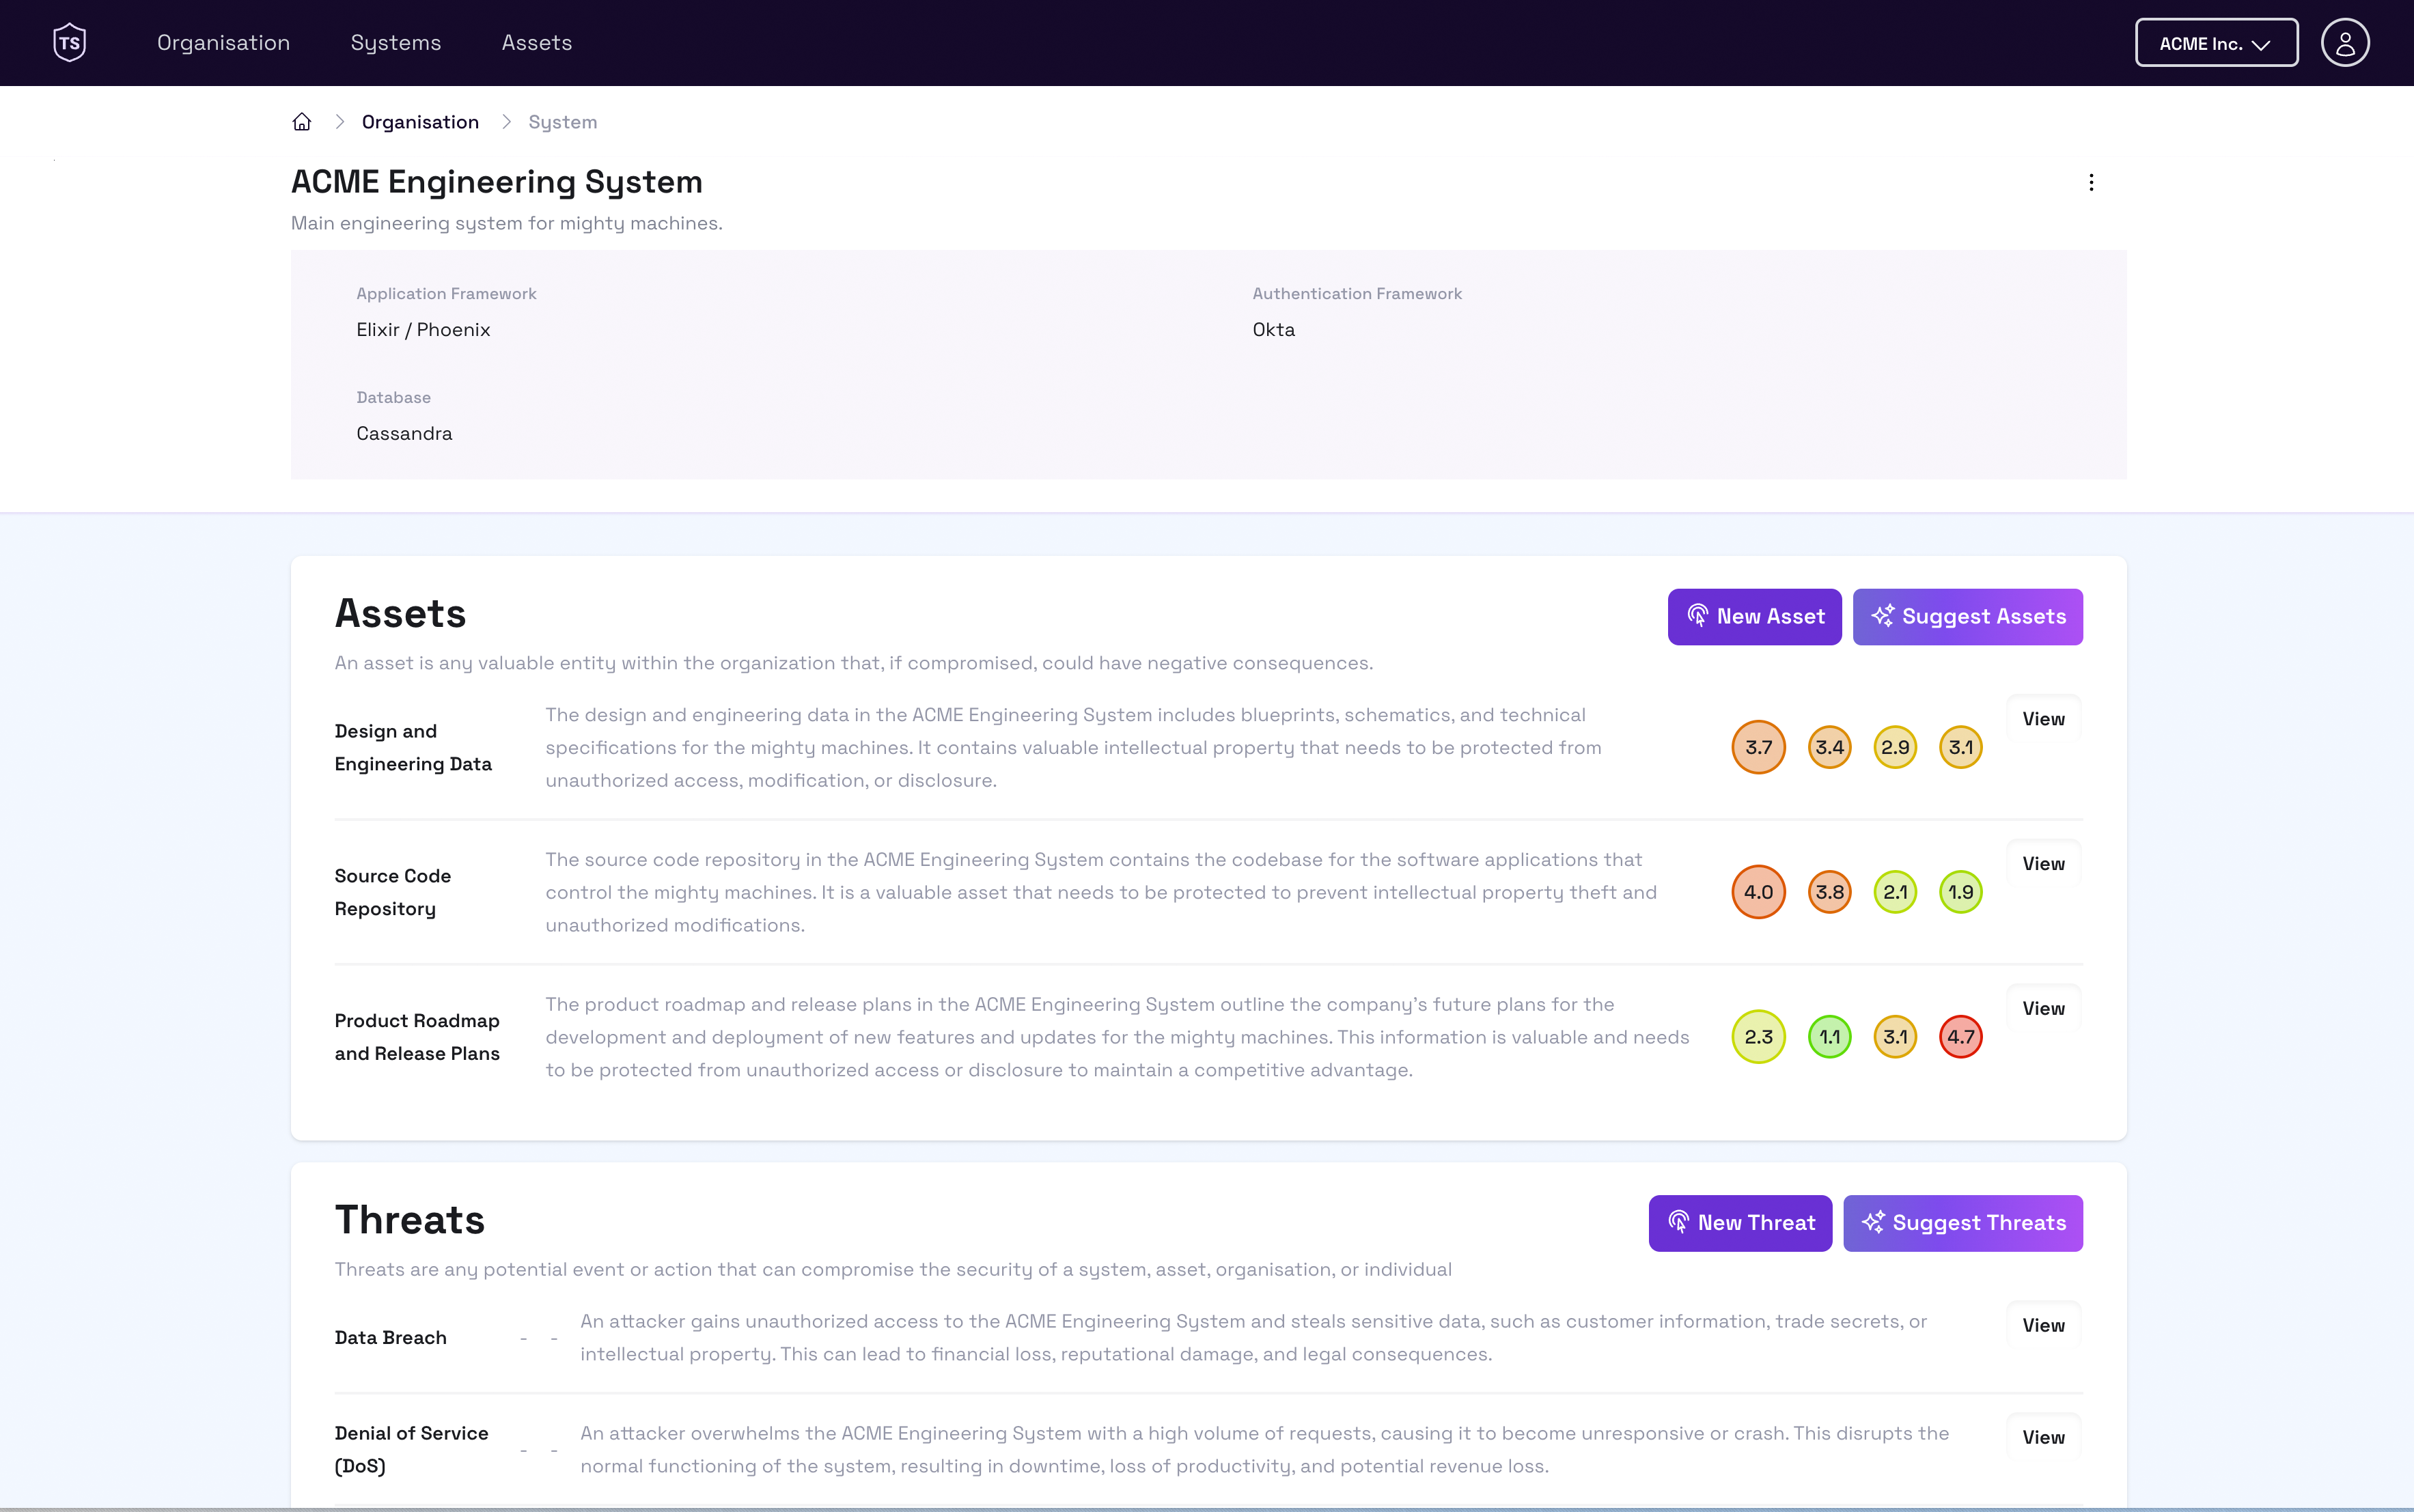 TS
Organisation
Systems
Assets
ACME Inc.
Organisation
System
ACME Engineering System
Main engineering system for mighty machines.
Application Framework
Authentication Framework
Elixir / Phoenix
Okta
Database
Cassandra
Assets
New Asset
Suggest Assets
An asset is any valuable entity within the organization that, if compromised, could have negative consequences.
Design and
Engineering Data
The design and engineering data in the ACME Engineering System includes blueprints, schematics, and technical
specifications for the mighty machines. It contains valuable intellectual property that needs to be protected from
unauthorized access, modification, or disclosure.
3.7
3.4
2.9
3.1
View
Source Code
Repository
The source code repository in the ACME Engineering System contains the codebase for the software applications that
control the mighty machines. It is a valuable asset that needs to be protected to prevent intellectual property theft and
unauthorized modifications.
4.0
3.8
2.1
1.9
View
Product Roadmap
and Release Plans
The product roadmap and release plans in the ACME Engineering System outline the company's future plans for the
development and deployment of new features and updates for the mighty machines. This information is valuable and needs
to be protected from unauthorized access or disclosure to maintain a competitive advantage.
2.3
1.1
3.1
4.7
View
Threats
New Threat
Suggest Threats
Threats are any potential event or action that can compromise the security of a system, asset, organisation, or individual
Data Breach
- -
An attacker gains unauthorized access to the ACME Engineering System and steals sensitive data, such as customer information, trade secrets, or
intellectual property. This can lead to financial loss, reputational damage, and legal consequences.
View
Denial of Service
(DoS)
- -
An attacker overwhelms the ACME Engineering System with a high volume of requests, causing it to become unresponsive or crash. This disrupts the
normal functioning of the system, resulting in downtime, loss of productivity, and potential revenue loss.
View